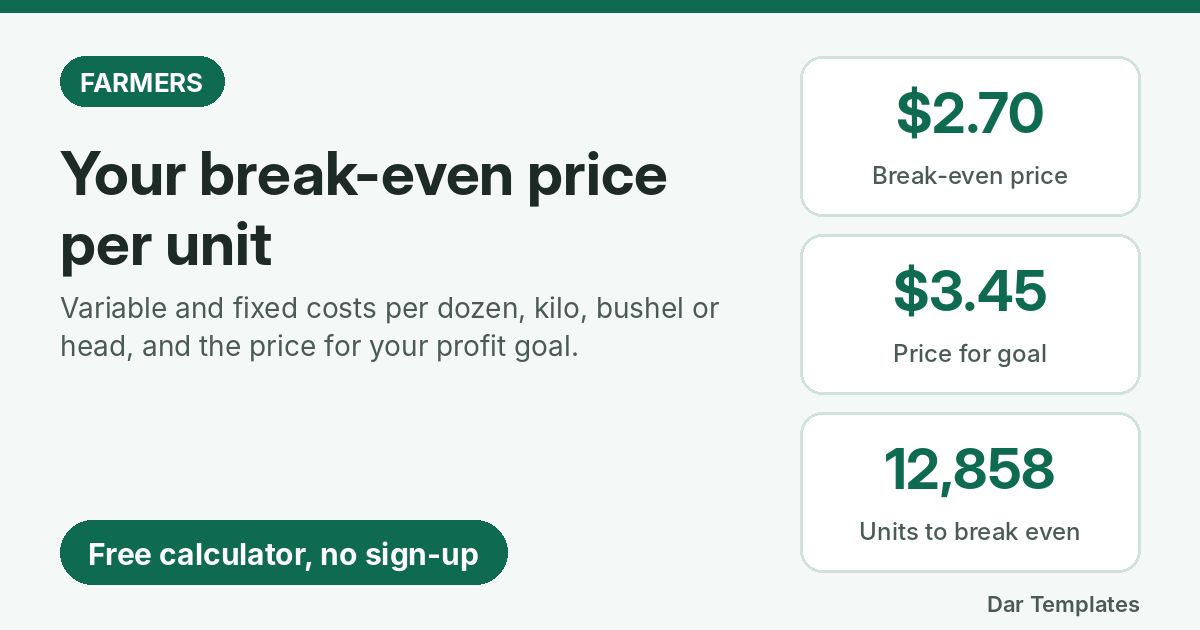 FARMERS
Your break-even price
per unit
Variable and fixed costs per dozen, kilo, bushel or
head, and the price for your profit goal.
Free calculator, no sign-up
$2.70
Break-even price
$3.45
Price for goal
12,858
Units to break even
Dar Templates